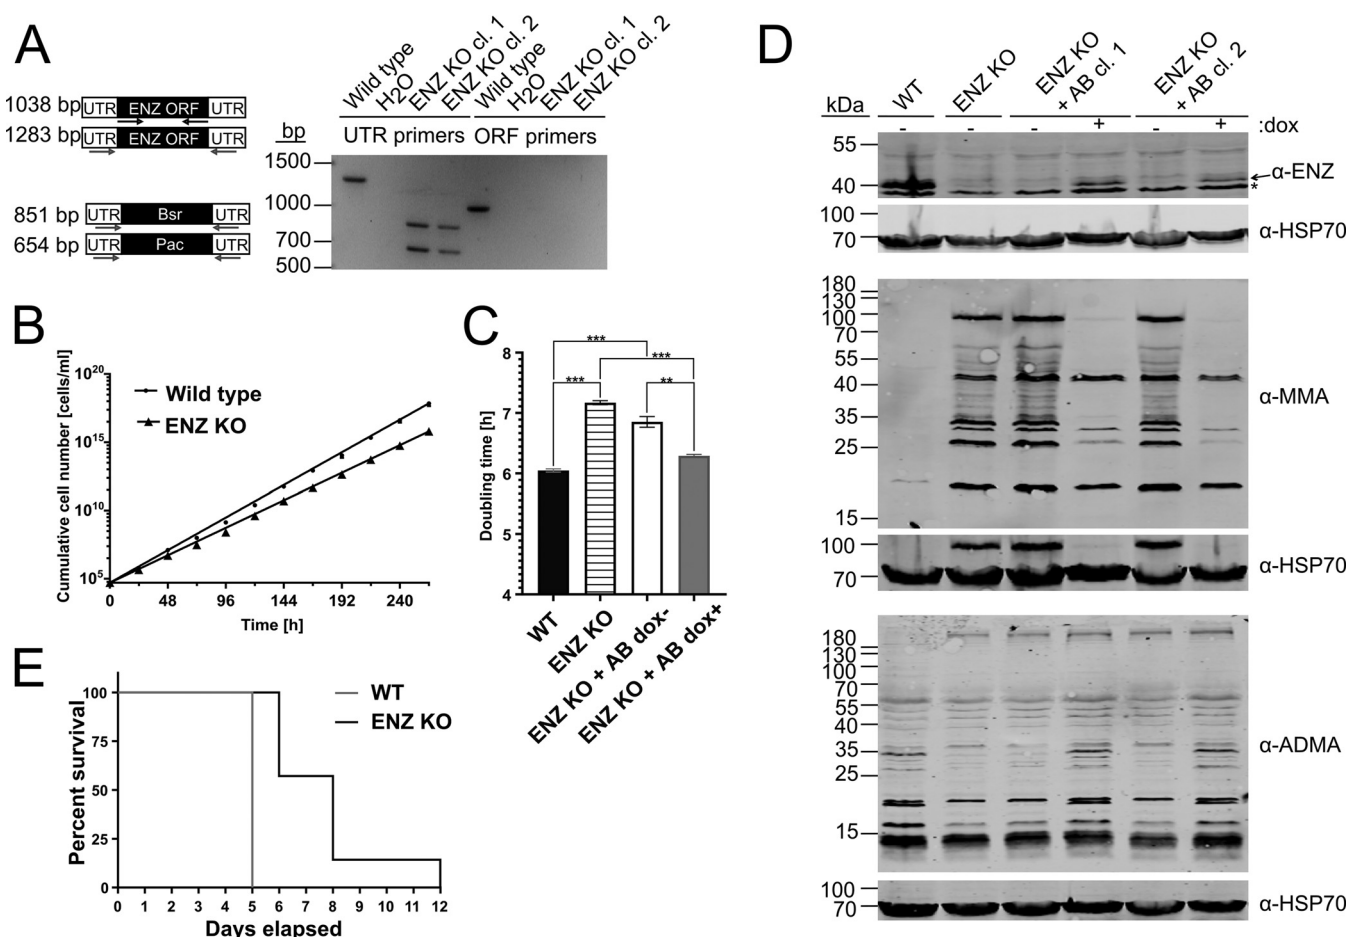 A
1038 bp UTR ENZ ORF UTR
1283 bp UTR ENZ ORF UTR
851 bp UTR Bsr UTR
654 bp UTR Pac UTR
Wild type
H2O
ENZ KO cl. 1
ENZ KO cl. 2
Wild type
H2O
ENZ KO cl. 1
ENZ KO cl. 2
bp UTR primers ORF primers
1500
1000
700
500
B
Cumulative cell number [cells/ml]
10^20
10^15
10^10
10^5
Wild type
ENZ KO
0 48 96 144 192 240
Time [h]
C
Doubling time [h]
8
7
6
5
4
*** *** *** **
WT
ENZ KO
ENZ KO + AB dox-
ENZ KO + AB dox+
D
kDa
WT
ENZ KO
ENZ KO + AB cl. 1
ENZ KO + AB cl. 2
- - - + - + :dox
55
40
α-ENZ
*
100
70
α-HSP70
180
130
100
70
55
40
35
25
15
α-MMA
100
70
α-HSP70
180
130
100
70
55
40
35
25
15
α-ADMA
100
70
α-HSP70
E
Percent survival
100
75
50
25
0
WT
ENZ KO
0 1 2 3 4 5 6 7 8 9 10 11 12
Days elapsed